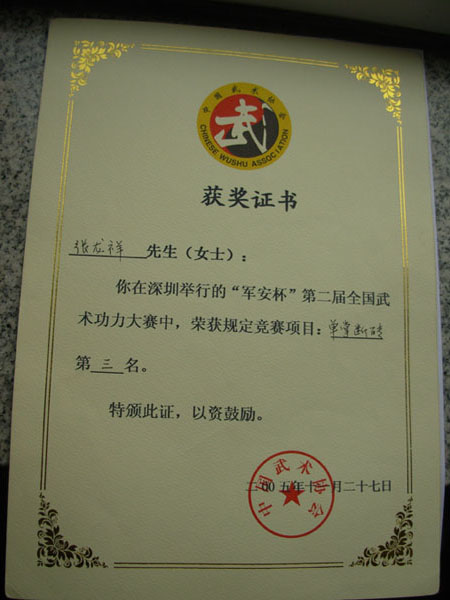 中国武术协会
武
CHINESE WUSHU ASSOCIATION
获奖证书
张龙祥 先生（女士）：
你在深圳举行的“军安杯”第二届全国武
术功力大赛中，荣获规定竞赛项目：单掌断砖
第 三 名。
特颁此证，以资鼓励。
二00五年十一月二十七日
中国武术协会